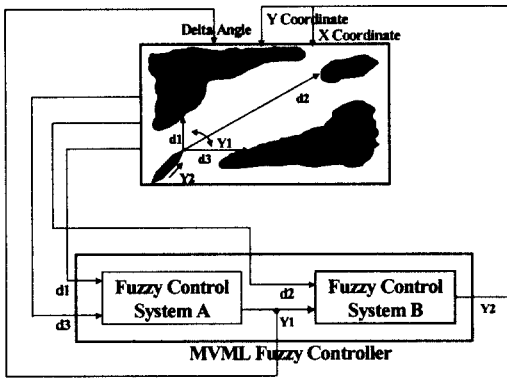 Y Coordinate
Delta Angle
X Coordinate
d2
d1
Y1
d3
Y2
d1
Fuzzy Control
System A
d2
Fuzzy Control
System B
d3
Y1
Y2
MVML Fuzzy Controller